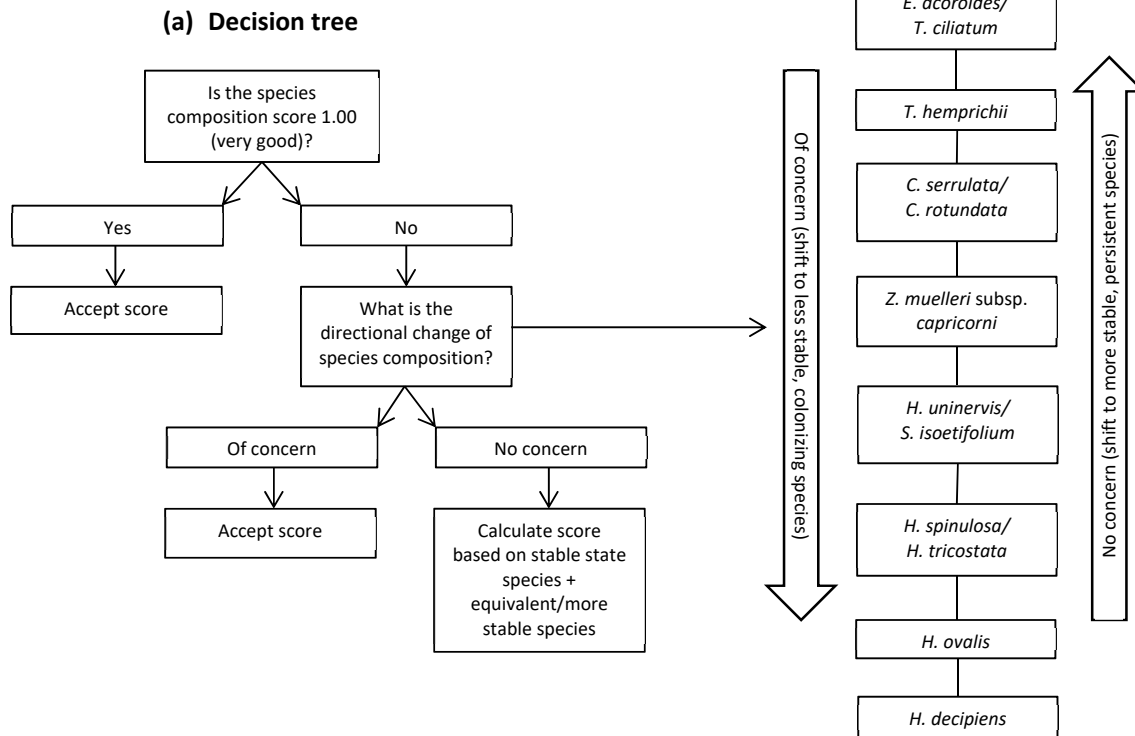 (a) Decision tree
Is the species
composition score 1.00
(very good)?
Yes
No
Accept score
What is the
directional change of
species composition?
Of concern
No concern
Accept score
Calculate score
based on stable state
species +
equivalent/more
stable species
Of concern (shift to less stable, colonizing species)
E. acoroides/
T. ciliatum
T. hemprichii
C. serrulata/
C. rotundata
Z. muelleri subsp.
capricorni
H. uninervis/
S. isoetifolium
H. spinulosa/
H. tricostata
H. ovalis
H. decipiens
No concern (shift to more stable, persistent species)